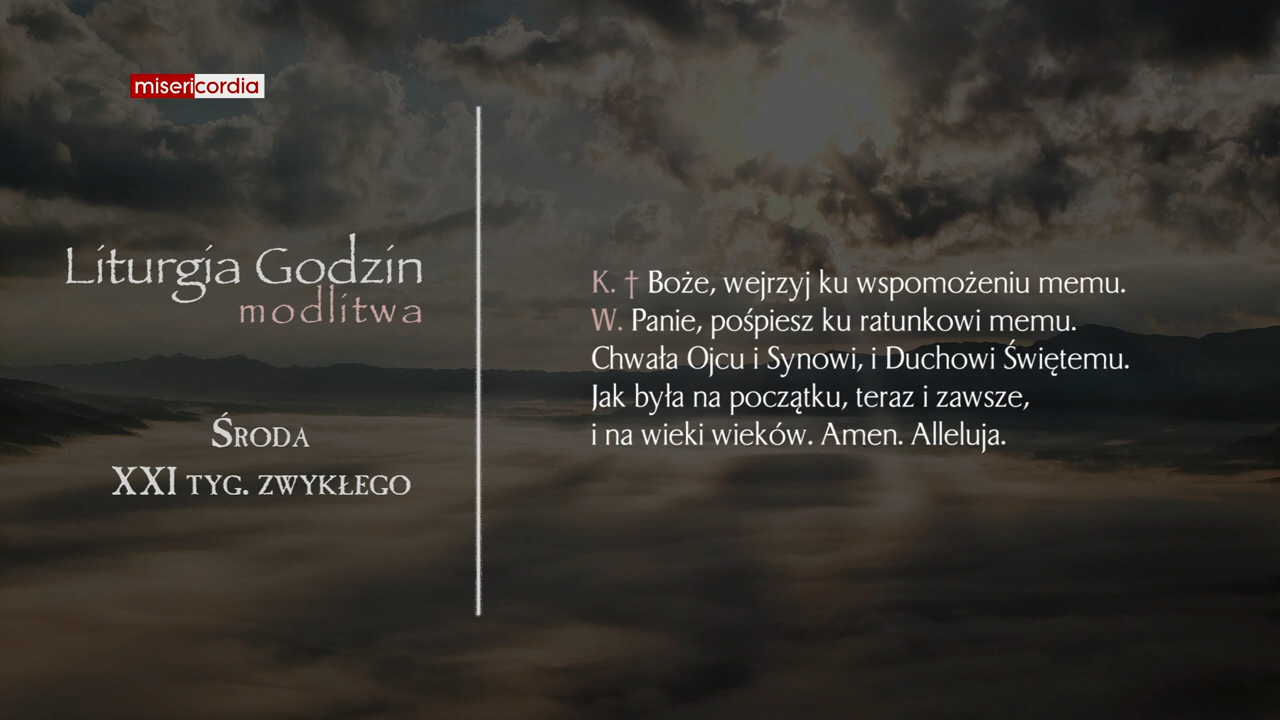 misericordia
Liturgia Godzin
modlitwa
Środa
XXI tyg. zwykłego
K. † Boże, wejrzyj ku wspomożeniu memu.
W. Panie, pośpiesz ku ratunkowi memu.
Chwała Ojcu i Synowi, i Duchowi Świętemu.
Jak była na początku, teraz i zawsze,
i na wieki wieków. Amen. Alleluja.